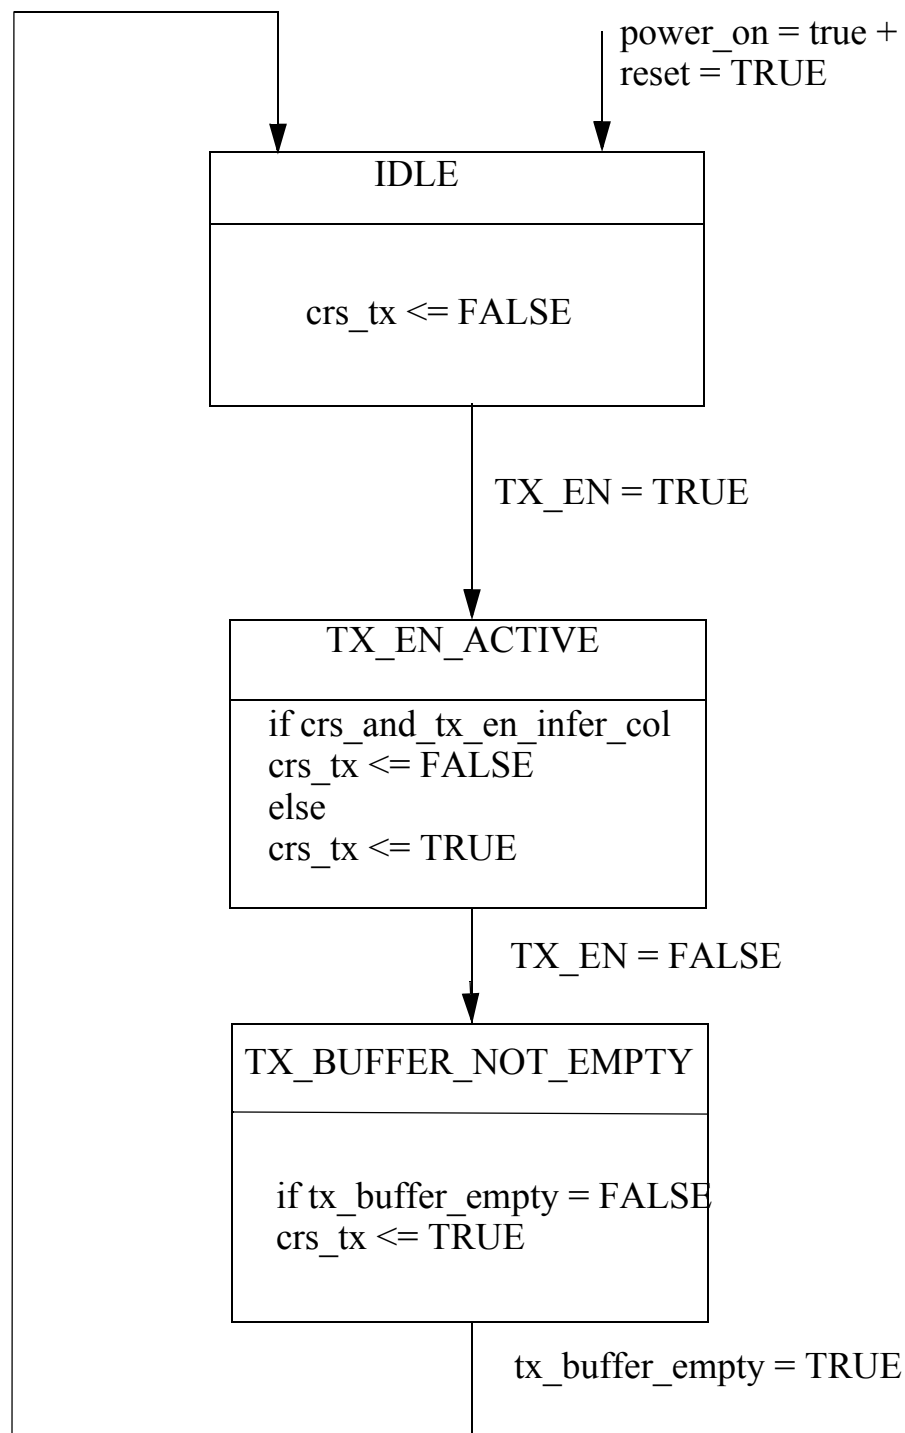 power_on = true +
reset = TRUE
IDLE
crs_tx <= FALSE
TX_EN = TRUE
TX_EN_ACTIVE
if crs_and_tx_en_infer_col
crs_tx <= FALSE
else
crs_tx <= TRUE
TX_EN = FALSE
TX_BUFFER_NOT_EMPTY
if tx_buffer_empty = FALSE
crs_tx <= TRUE
tx_buffer_empty = TRUE